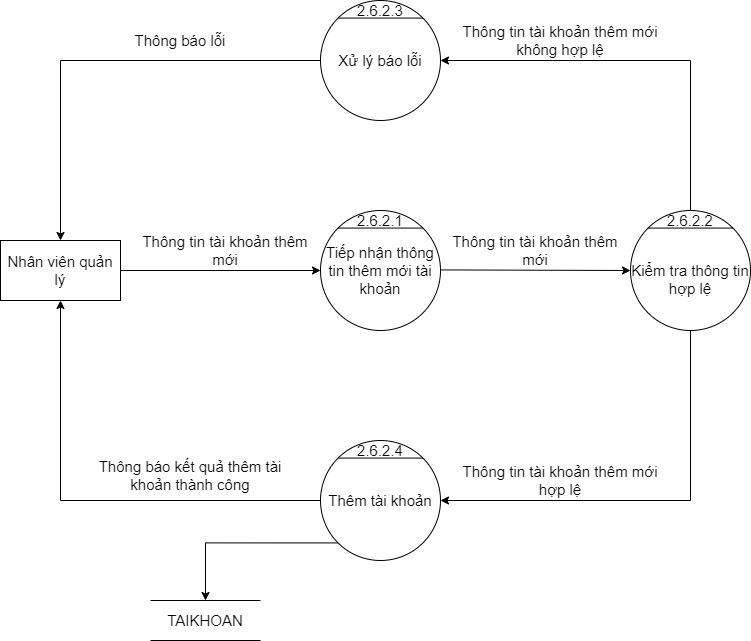 2.6.2.3
Xử lý báo lỗi
Thông báo lỗi
Thông tin tài khoản thêm mới
không hợp lệ
Nhân viên quản
lý
Thông tin tài khoản thêm
mới
2.6.2.1
Tiếp nhận thông
tin thêm mới tài
khoản
Thông tin tài khoản thêm
mới
2.6.2.2
Kiểm tra thông tin
hợp lệ
Thông báo kết quả thêm tài
khoản thành công
2.6.2.4
Thêm tài khoản
Thông tin tài khoản thêm mới
hợp lệ
TAIKHOAN